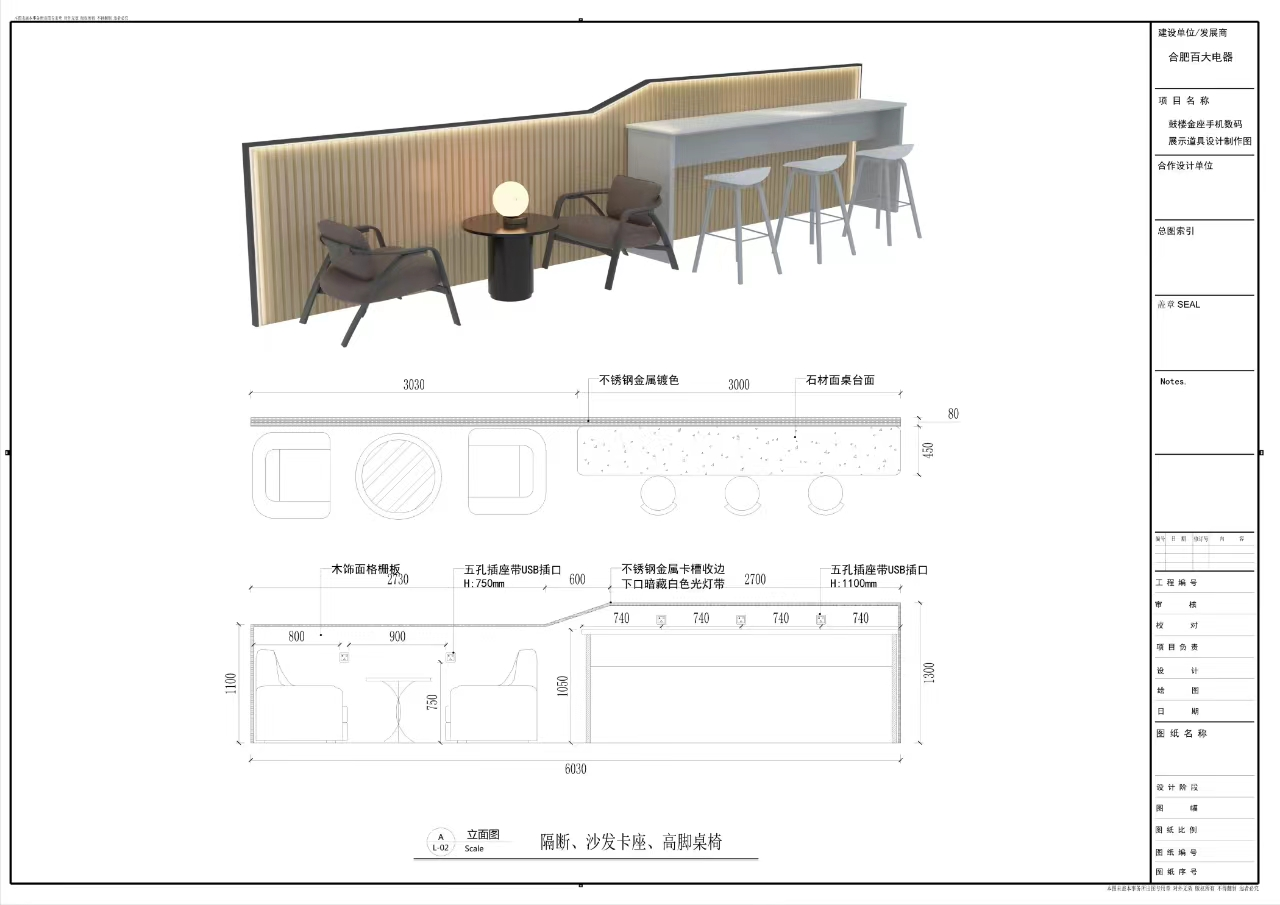 建设单位/发展商
合肥百大电器
项 目 名 称
鼓楼金座手机数码
展示道具设计制作图
合作设计单位
总图索引
盖章 SEAL
Notes.
编号 日 期 修订号 内 容
工 程 编 号
审 核
校 对
项 目 负 责
设 计
绘 图
日 期
图 纸 名 称
设 计 阶 段
图 幅
图 纸 比 例
图 纸 编 号
图 纸 序 号
3030
不锈钢金属镀色
3000
石材面桌台面
80
450
木饰面格栅板
2730
五孔插座带USB插口
H:750mm
600
不锈钢金属卡槽收边
下口暗藏白色光灯带
2700
五孔插座带USB插口
H:1100mm
740
740
740
740
800
900
1100
750
1050
1300
6030
A
L-02
立面图
Scale
隔断、沙发卡座、高脚桌椅